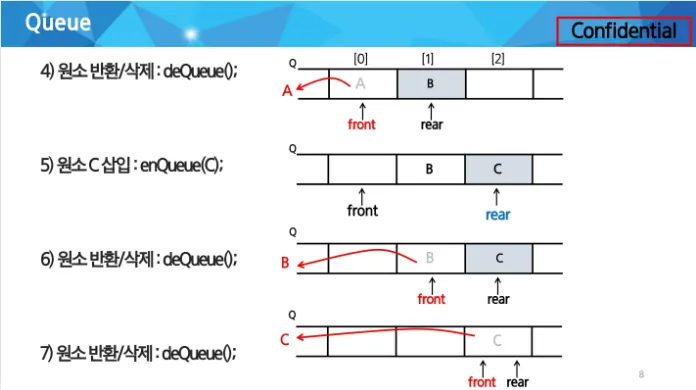 Queue
Confidential
4) 원소 반환/삭제 : deQueue();
Q [0] [1] [2]
A A B
front rear
5) 원소 C 삽입 : enQueue(C);
Q
B C
front rear
6) 원소 반환/삭제 : deQueue();
Q
B B C
front rear
7) 원소 반환/삭제 : deQueue();
Q
C C
front rear
8